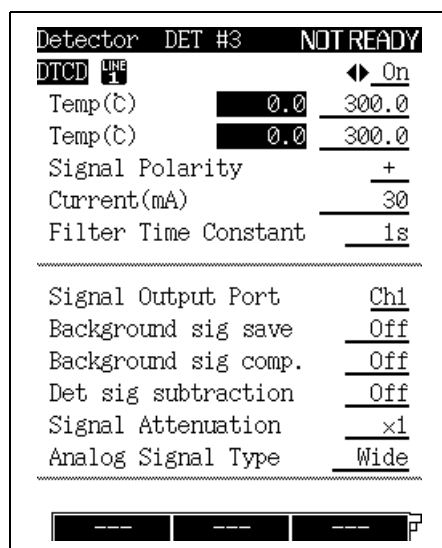 Detector DET #3 NOT READY
DTCD LINE 1 ◀▶ On
Temp(℃) 0.0 300.0
Temp(℃) 0.0 300.0
Signal Polarity +
Current(mA) 30
Filter Time Constant 1s
Signal Output Port Ch1
Background sig save Off
Background sig comp. Off
Det sig subtraction Off
Signal Attenuation ×1
Analog Signal Type Wide
--- --- ---